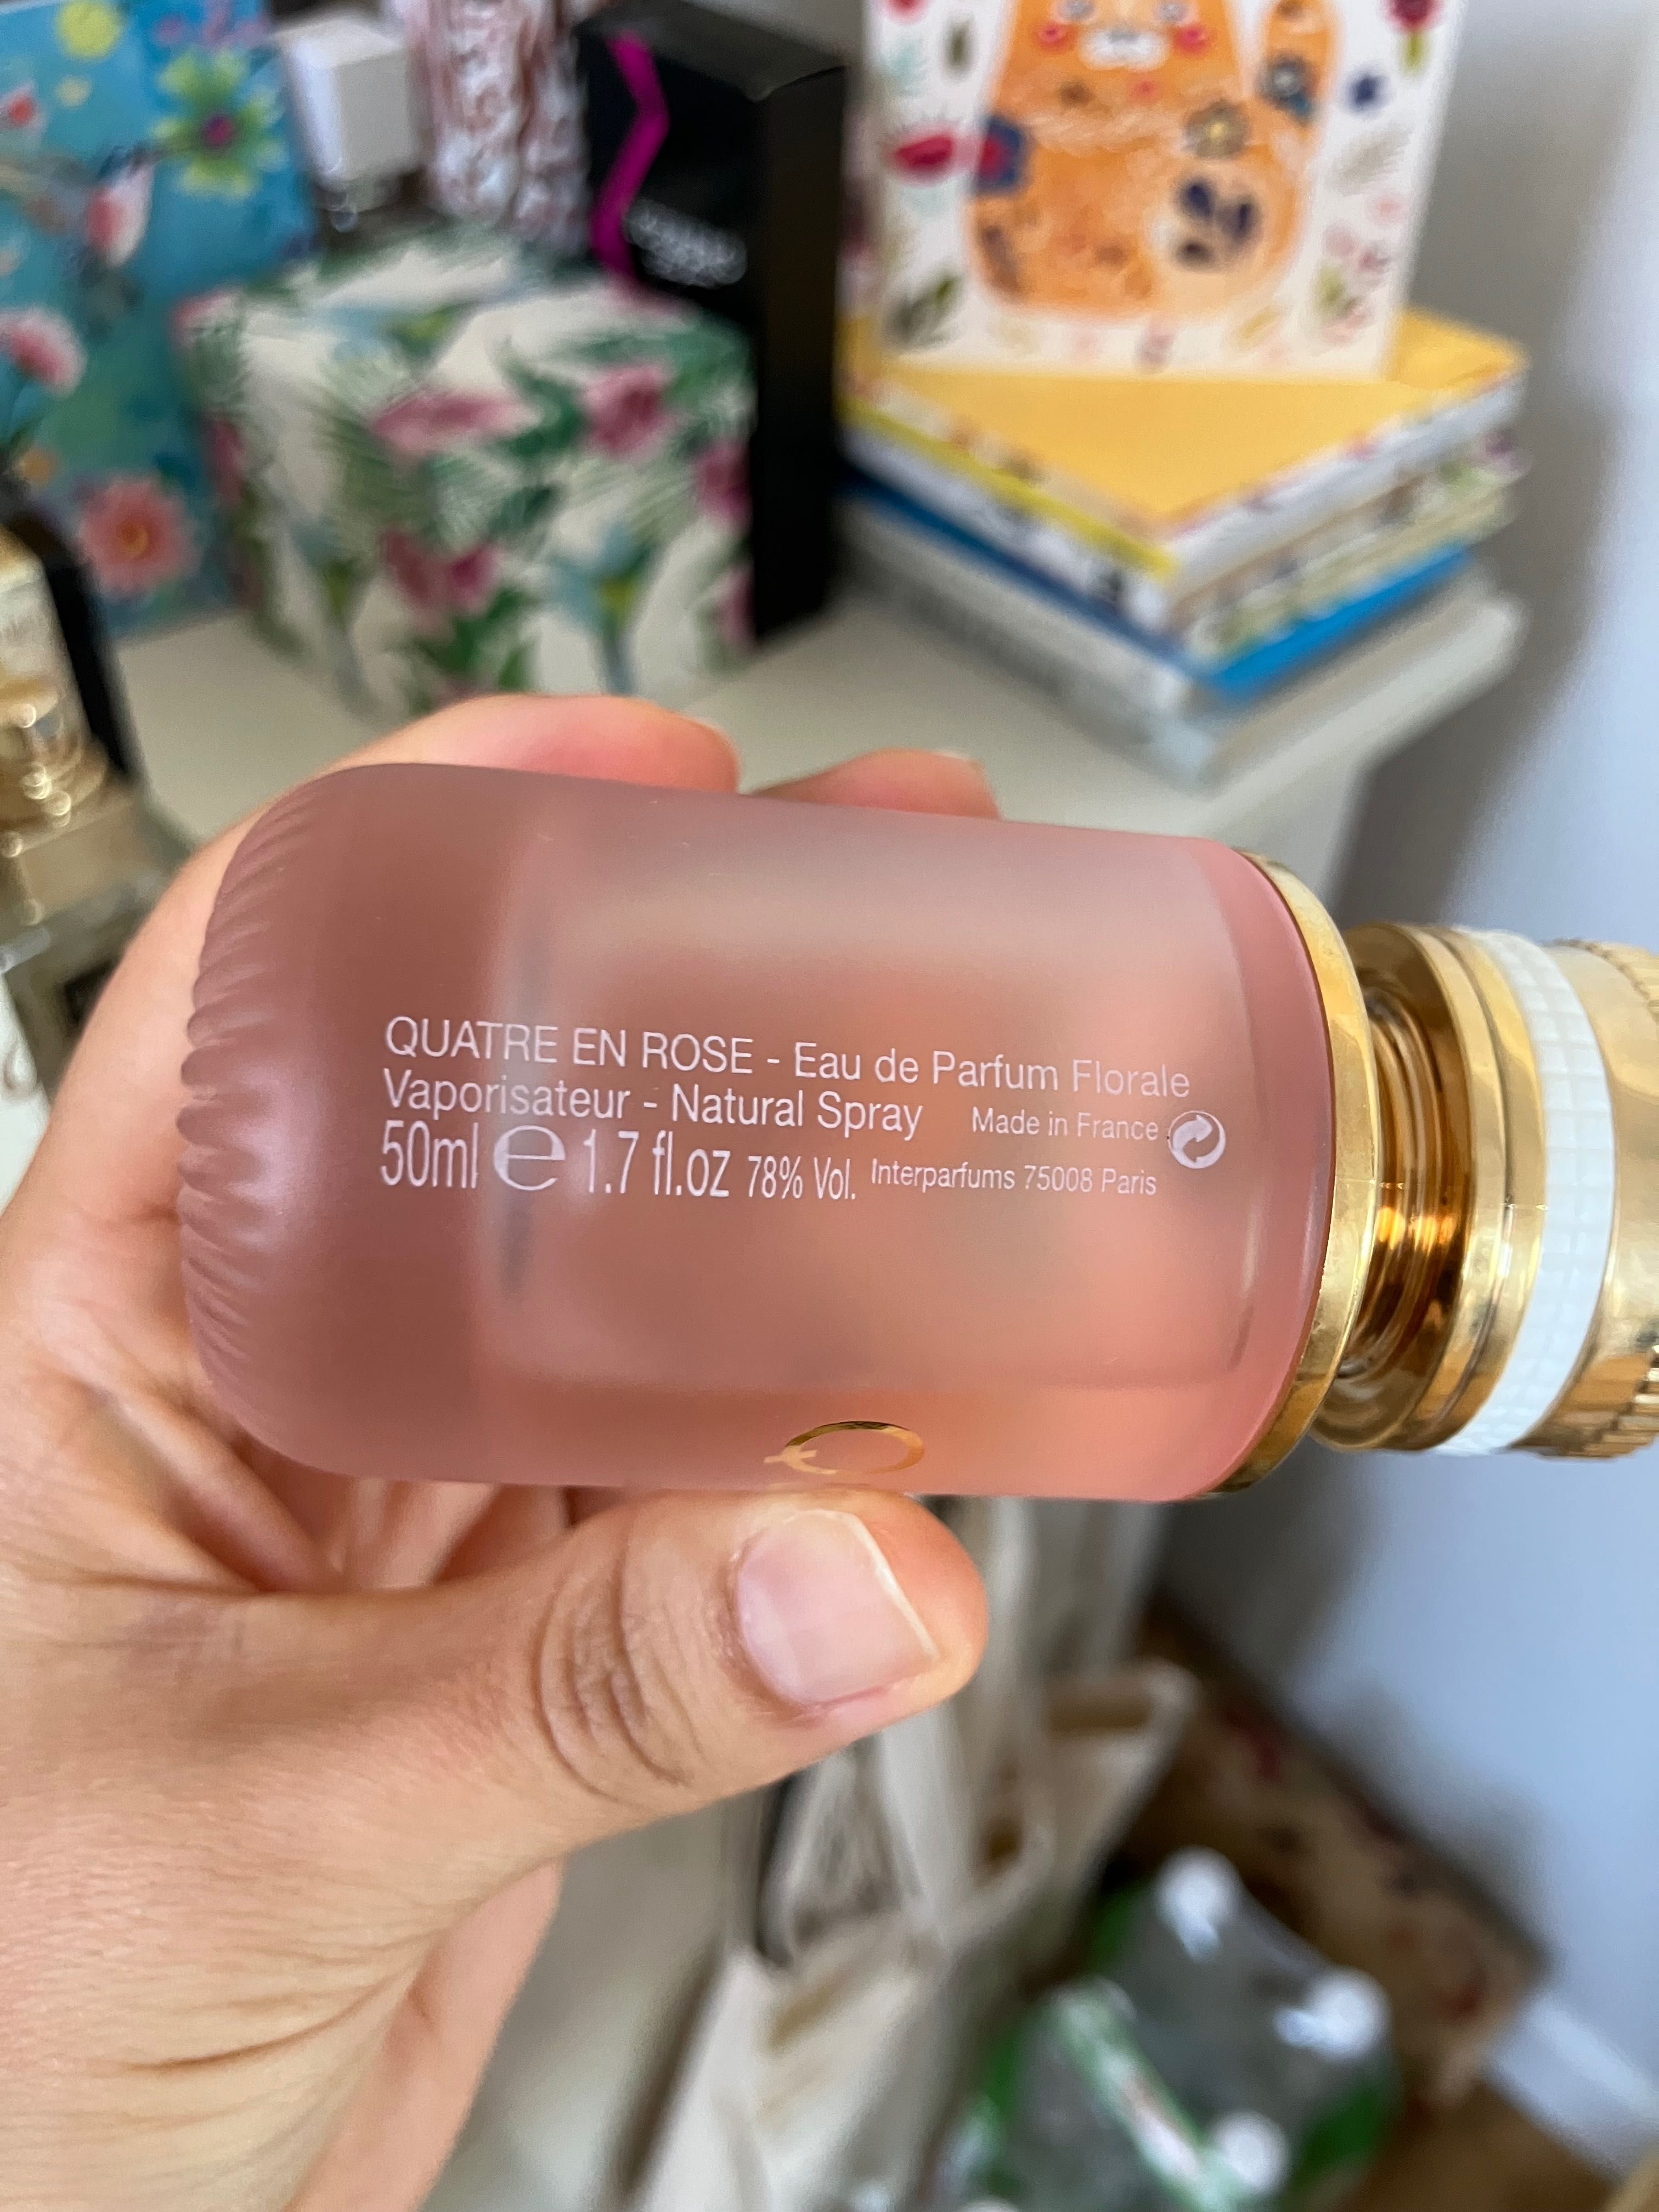 QUATRE EN ROSE - Eau de Parfum Florale
Vaporisateur - Natural Spray Made in France
50ml ℮ 1.7 fl.oz 78% Vol. Interparfums 75008 Paris